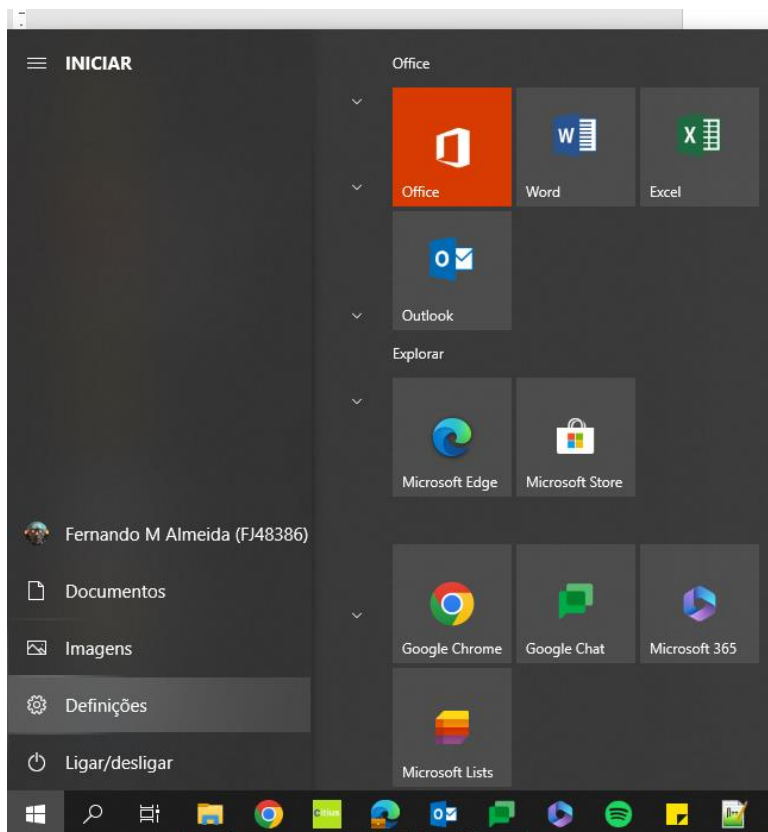 INICIAR
Office
Office
Word
Excel
Outlook
Explorar
Microsoft Edge
Microsoft Store
Fernando M Almeida (FJ48386)
Documentos
Imagens
Definições
Ligar/desligar
Google Chrome
Google Chat
Microsoft 365
Microsoft Lists
Citius